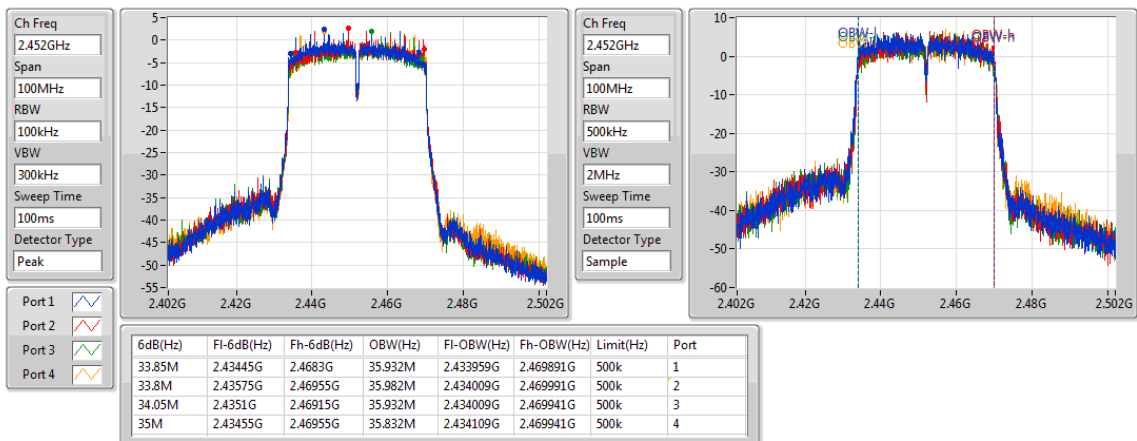 Ch Freq
2.452GHz
Span
100MHz
RBW
100kHz
VBW
300kHz
Sweep Time
100ms
Detector Type
Peak
5
0
-5
-10
-15
-20
-25
-30
-35
-40
-45
-50
-55
2.402G 2.42G 2.44G 2.46G 2.48G 2.502G
Ch Freq
2.452GHz
Span
100MHz
RBW
500kHz
VBW
2MHz
Sweep Time
100ms
Detector Type
Sample
10
0
-10
-20
-30
-40
-50
-60
OBW-l OBW-h
2.402G 2.42G 2.44G 2.46G 2.48G 2.502G
Port 1
Port 2
Port 3
Port 4
6dB(Hz) Fl-6dB(Hz) Fh-6dB(Hz) OBW(Hz) Fl-OBW(Hz) Fh-OBW(Hz) Limit(Hz) Port
33.85M 2.43445G 2.4683G 35.932M 2.433959G 2.469891G 500k 1
33.8M 2.43575G 2.46955G 35.982M 2.434009G 2.469991G 500k 2
34.05M 2.4351G 2.46915G 35.932M 2.434009G 2.469941G 500k 3
35M 2.43455G 2.46955G 35.832M 2.434109G 2.469941G 500k 4